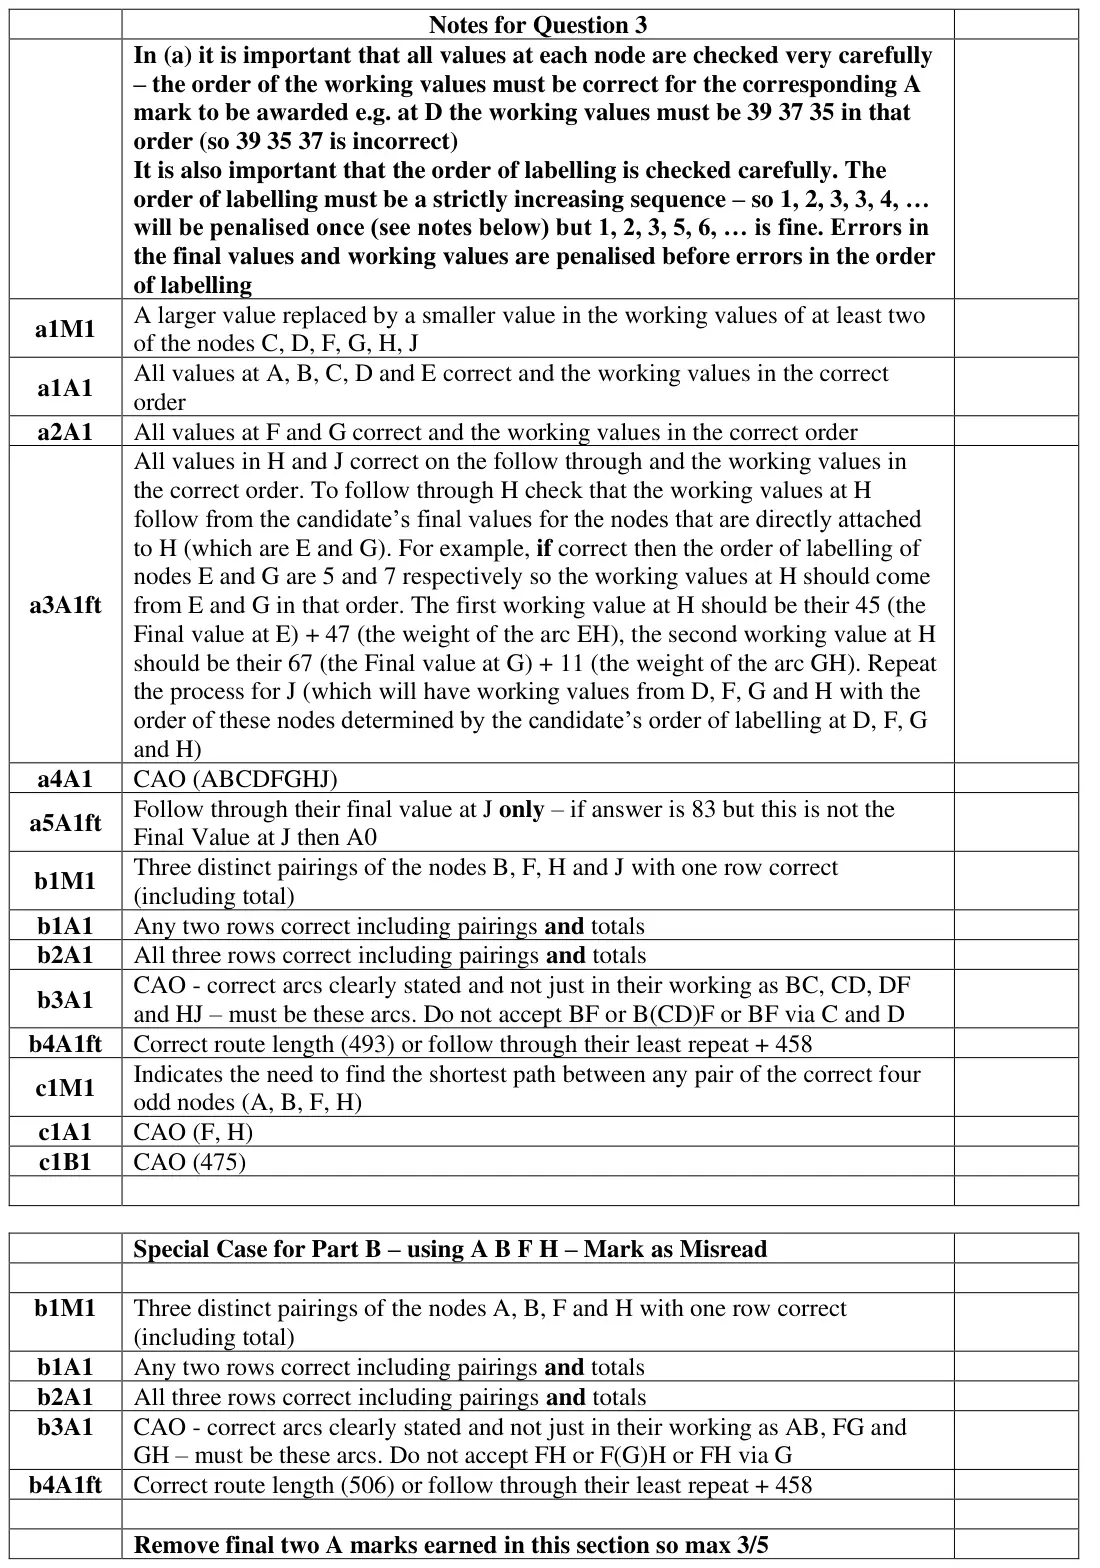 Notes for Question 3
In (a) it is important that all values at each node are checked very carefully
– the order of the working values must be correct for the corresponding A
mark to be awarded e.g. at D the working values must be 39 37 35 in that
order (so 39 35 37 is incorrect)
It is also important that the order of labelling is checked carefully. The
order of labelling must be a strictly increasing sequence – so 1, 2, 3, 3, 4, …
will be penalised once (see notes below) but 1, 2, 3, 5, 6, … is fine. Errors in
the final values and working values are penalised before errors in the order
of labelling
a1M1
A larger value replaced by a smaller value in the working values of at least two
of the nodes C, D, F, G, H, J
a1A1
All values at A, B, C, D and E correct and the working values in the correct
order
a2A1
All values at F and G correct and the working values in the correct order
a3A1ft
All values in H and J correct on the follow through and the working values in
the correct order. To follow through H check that the working values at H
follow from the candidate’s final values for the nodes that are directly attached
to H (which are E and G). For example, if correct then the order of labelling of
nodes E and G are 5 and 7 respectively so the working values at H should come
from E and G in that order. The first working value at H should be their 45 (the
Final value at E) + 47 (the weight of the arc EH), the second working value at H
should be their 67 (the Final value at G) + 11 (the weight of the arc GH). Repeat
the process for J (which will have working values from D, F, G and H with the
order of these nodes determined by the candidate’s order of labelling at D, F, G
and H)
a4A1
CAO (ABCDFGHJ)
a5A1ft
Follow through their final value at J only – if answer is 83 but this is not the
Final Value at J then A0
b1M1
Three distinct pairings of the nodes B, F, H and J with one row correct
(including total)
b1A1
Any two rows correct including pairings and totals
b2A1
All three rows correct including pairings and totals
b3A1
CAO - correct arcs clearly stated and not just in their working as BC, CD, DF
and HJ – must be these arcs. Do not accept BF or B(CD)F or BF via C and D
b4A1ft
Correct route length (493) or follow through their least repeat + 458
c1M1
Indicates the need to find the shortest path between any pair of the correct four
odd nodes (A, B, F, H)
c1A1
CAO (F, H)
c1B1
CAO (475)
Special Case for Part B – using A B F H – Mark as Misread
b1M1
Three distinct pairings of the nodes A, B, F and H with one row correct
(including total)
b1A1
Any two rows correct including pairings and totals
b2A1
All three rows correct including pairings and totals
b3A1
CAO - correct arcs clearly stated and not just in their working as AB, FG and
GH – must be these arcs. Do not accept FH or F(G)H or FH via G
b4A1ft
Correct route length (506) or follow through their least repeat + 458
Remove final two A marks earned in this section so max 3/5